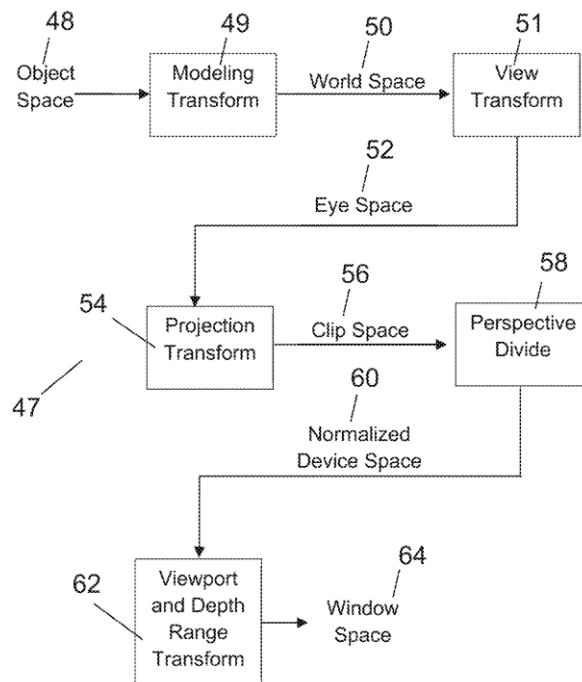 48
49
50
51
Object
Space
Modeling
Transform
World Space
View
Transform
52
Eye Space
54
56
58
Projection
Transform
Clip Space
Perspective
Divide
47
60
Normalized
Device Space
62
Viewport
and Depth
Range
Transform
64
Window
Space